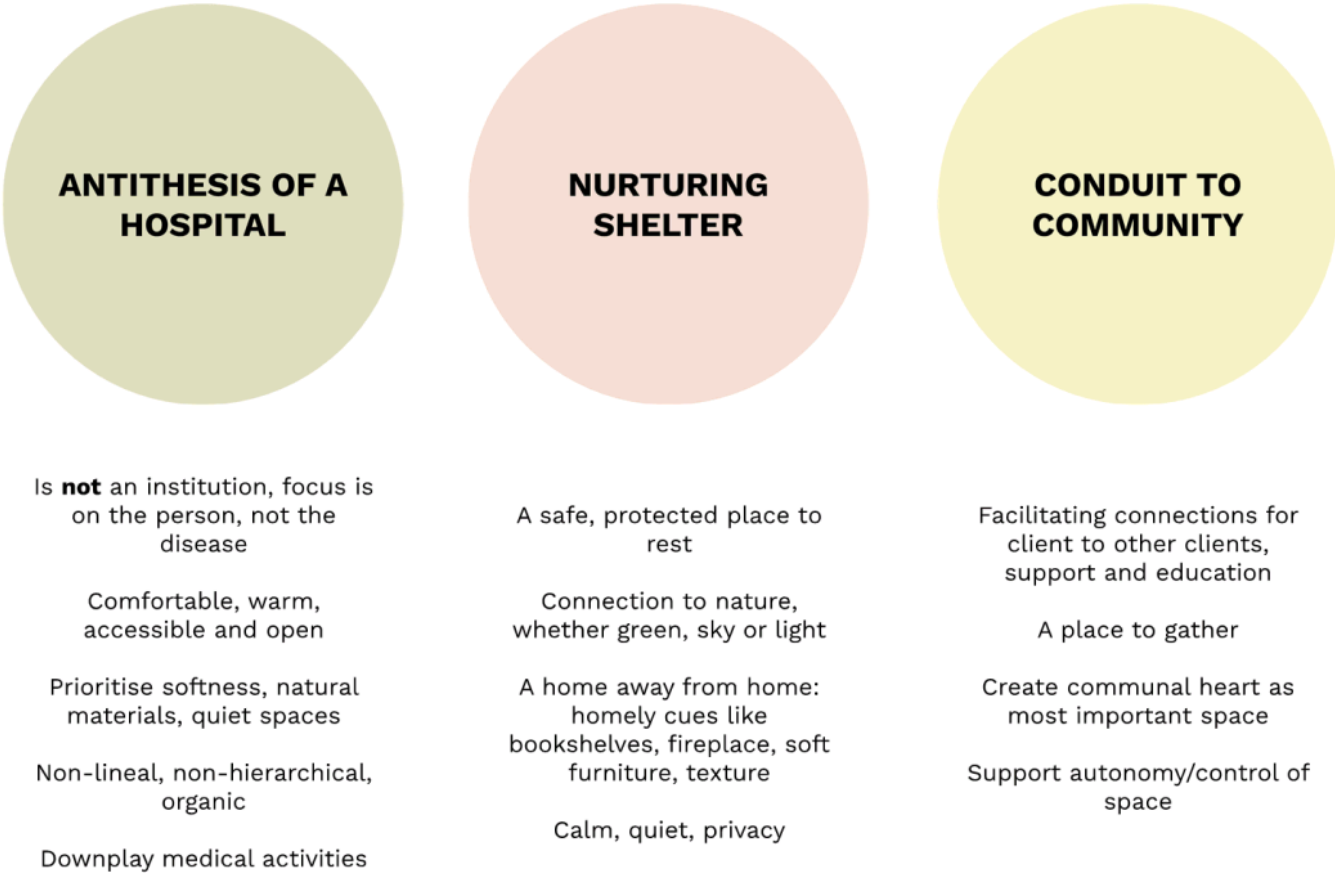 ANTITHESIS OF A
HOSPITAL
Is not an institution, focus is
on the person, not the
disease
Comfortable, warm,
accessible and open
Prioritise softness, natural
materials, quiet spaces
Non-lineal, non-hierarchical,
organic
Downplay medical activities
NURTURING
SHELTER
A safe, protected place to
rest
Connection to nature,
whether green, sky or light
A home away from home:
homely cues like
bookshelves, fireplace, soft
furniture, texture
Calm, quiet, privacy
CONDUIT TO
COMMUNITY
Facilitating connections for
client to other clients,
support and education
A place to gather
Create communal heart as
most important space
Support autonomy/control of
space